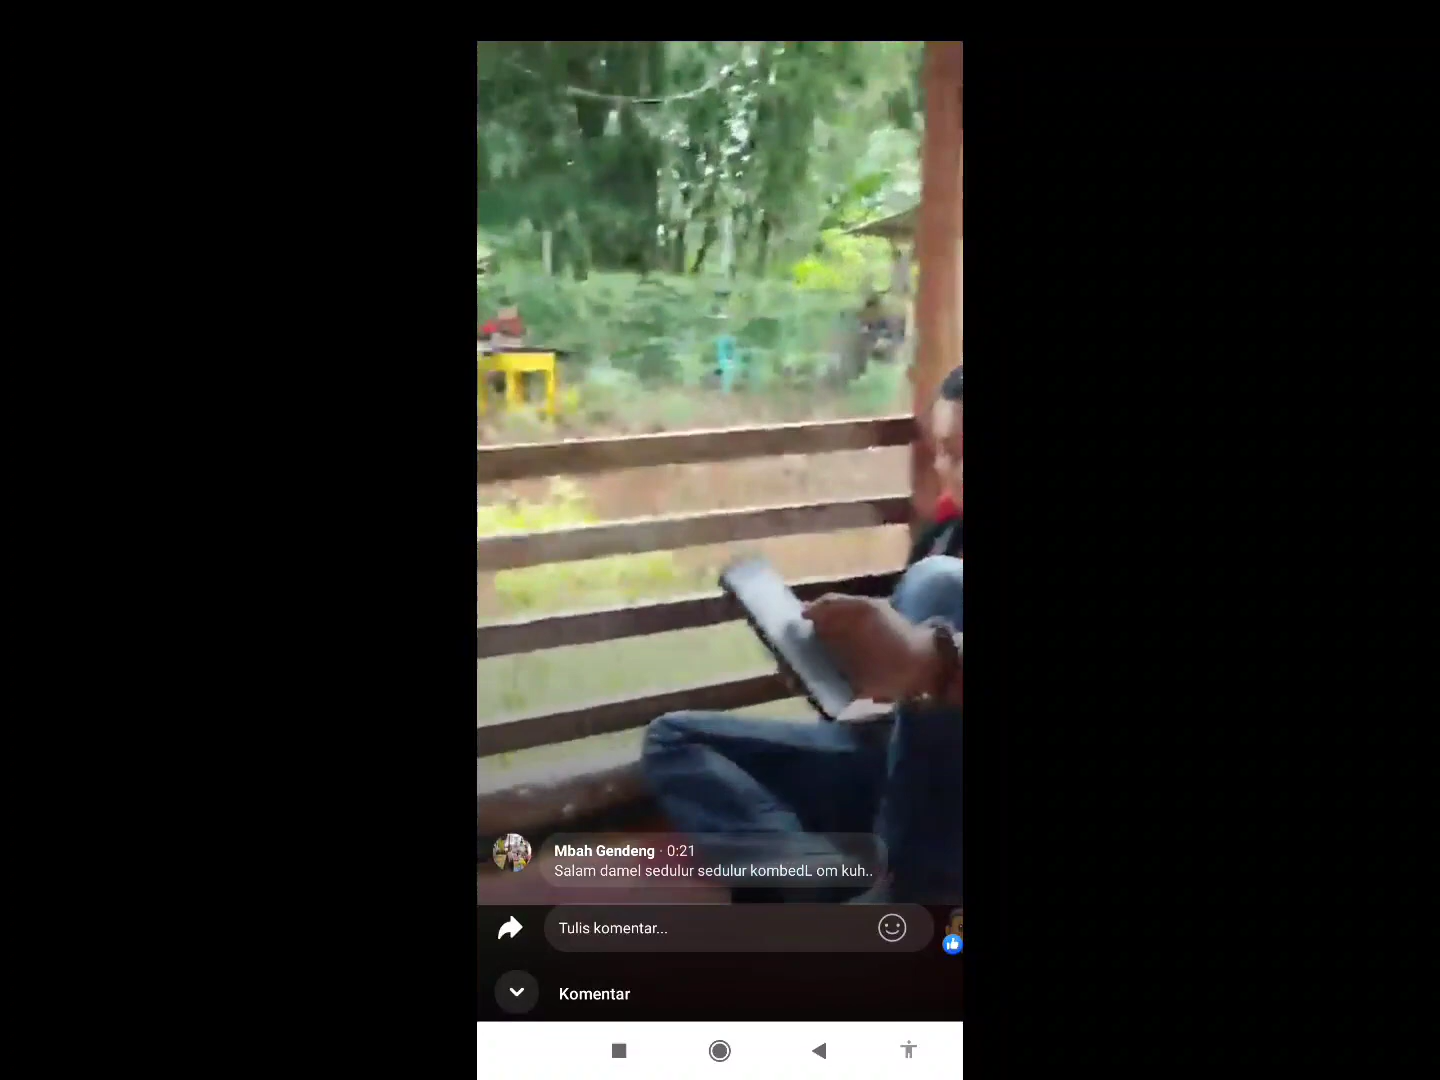 Mbah Gendeng · 0:21
Salam damel sedulur sedulur kombedL om kuh..
Tulis komentar...
Komentar